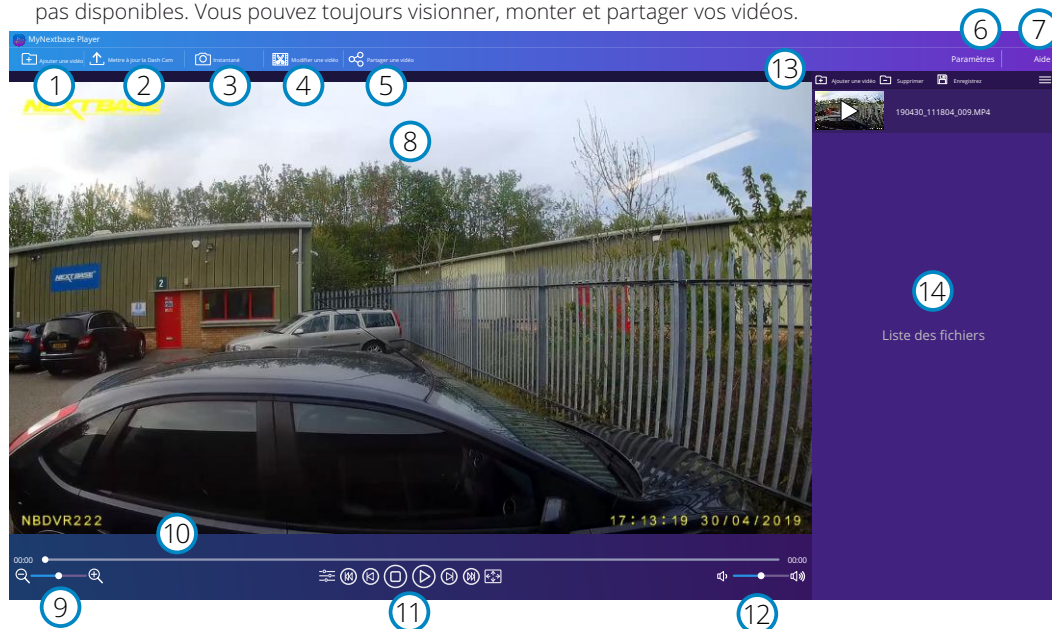 pas disponibles. Vous pouvez toujours visionner, monter et partager vos vidéos.
6 7
MyNextbase Player
Ajouter une vidéo Mettre à jour la Dash Cam Instantané Modifier une vidéo Partager une vidéo Paramètres Aide
1 2 3 4 5 13
Ajouter une vidéo Supprimer Enregistrez
NEXTBASE
190430_111804_009.MP4
8
NEXTBASE
2
14
Liste des fichiers
NBDVR222 17:13:19 30/04/2019
10
00:00 00:00
9 11 12